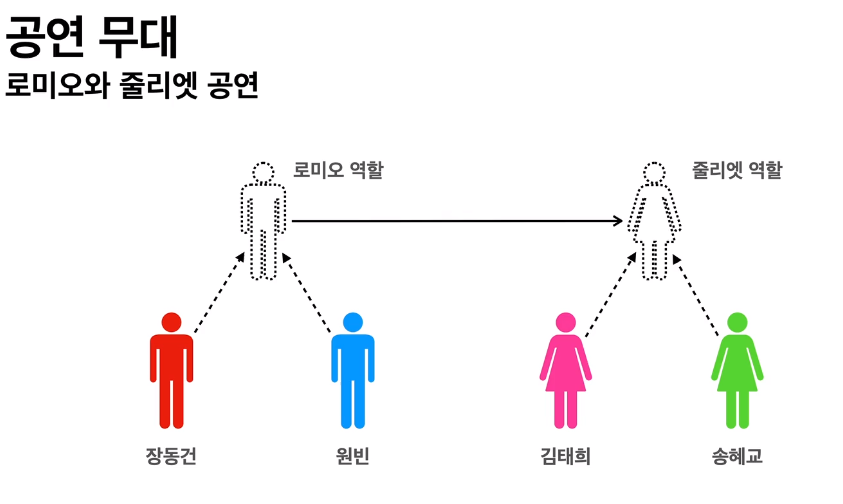 공연 무대
로미오와 줄리엣 공연
로미오 역할
줄리엣 역할
장동건
원빈
김태희
송혜교